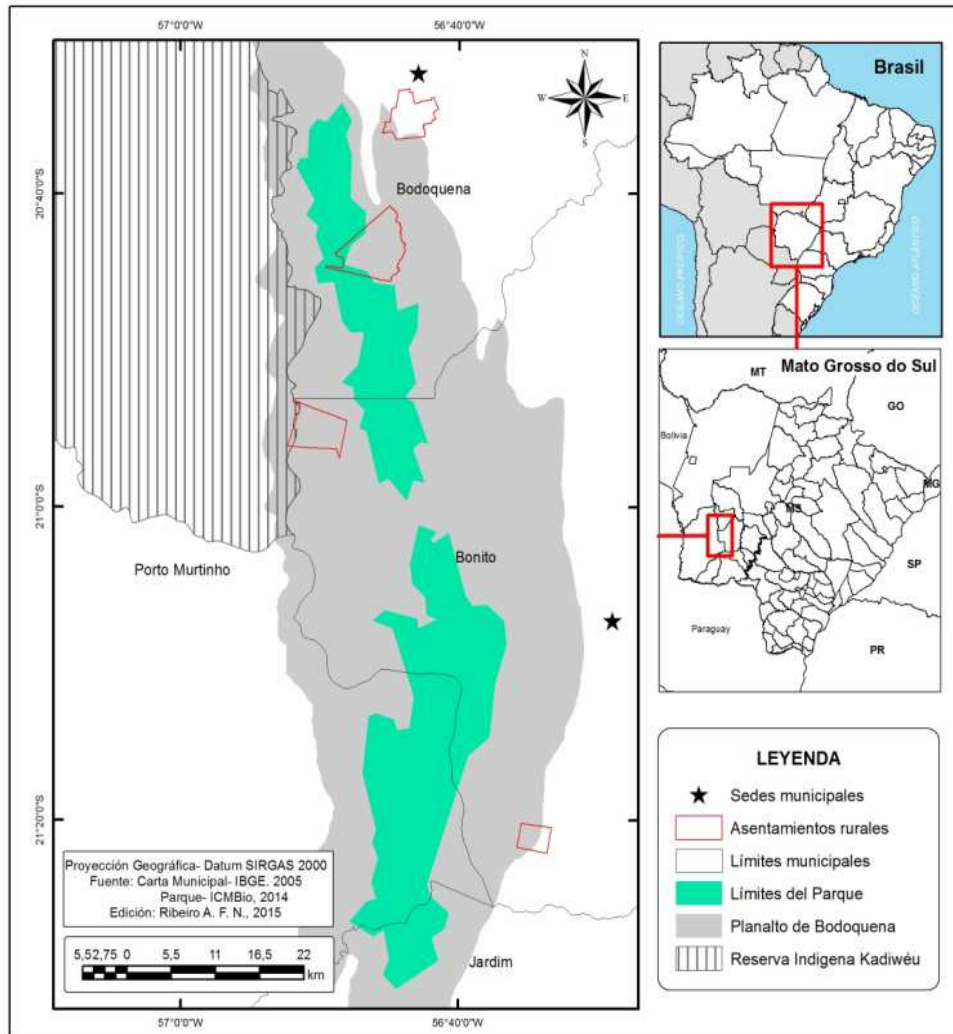 57°0'0"W
56°40'0"W
N
W
E
S
20°40'0"S
21°0'0"S
21°20'0"S
Bodoquena
Bonito
Porto Murtinho
Jardim
Proyección Geográfica- Datum SIRGAS 2000
Fuente: Carta Municipal- IBGE. 2005
Parque- ICMBio, 2014
Edición: Ribeiro A. F. N., 2015
5,52,75 0 5,5 11 16,5 22
km
57°0'0"W
56°40'0"W
Brasil
OCEANO PACÍFICO
OCEANO ATLÁNTICO
Mato Grosso do Sul
MT
GO
Bolivia
MG
MS
SP
Paraguay
PR
LEYENDA
Sedes municipales
Asentamientos rurales
Límites municipales
Límites del Parque
Planalto de Bodoquena
Reserva Indigena Kadiwéu